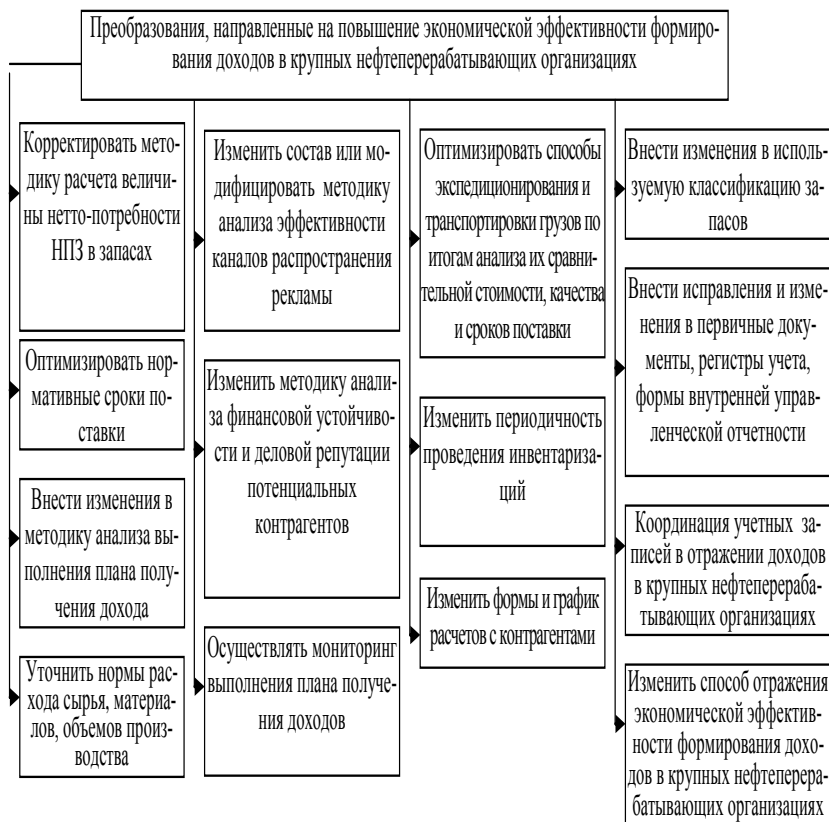 Преобразования, направленные на повышение экономической эффективности формиро-
вания доходов в крупных нефтеперерабатывающих организациях
Корректировать мето-
дику расчета величи-
ны нетто-потребности
НПЗ в запасах
Оптимизировать нор-
мативные сроки по-
ставки
Внести изменения в
методику анализа вы-
полнения плана полу-
чения дохода
Уточнить нормы рас-
хода сырья, материа-
лов, объемов произ-
водства
Изменить состав или мо-
дифицировать методику
анализа эффективности
каналов распространения
рекламы
Изменить методику анали-
за финансовой устойчиво-
сти и деловой репутации
потенциальных
контрагентов
Осуществлять мониторинг
выполнения плана получе-
ния доходов
Оптимизировать способы
экспедиционирования и
транспортировки грузов по
итогам анализа их сравни-
тельной стоимости, качества
и сроков поставки
Изменить периодичность
проведения инвентариза-
ций
Изменить формы и график
расчетов с контрагентами
Внести изменения в исполь-
зуемую классификацию за-
пасов
Внести исправления и изме-
нения в первичные доку-
менты, регистры учета,
формы внутренней управ-
ленческой отчетности
Координация учетных за-
писей в отражении доходов
в крупных нефтеперераба-
тывающих организациях
Изменить способ отражения
экономической эффектив-
ности формирования дохо-
дов в крупных нефтеперера-
батывающих организациях